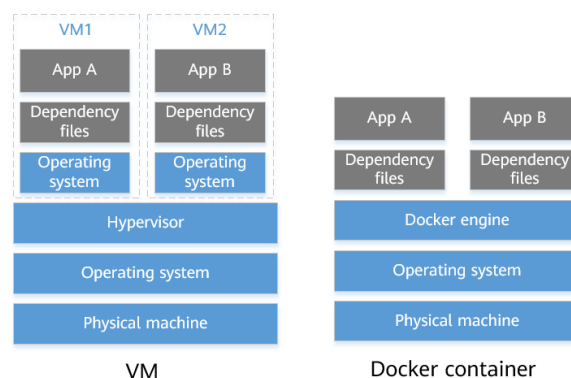 VM1
VM2
App A
App B
Dependency
files
Dependency
files
Operating
system
Operating
system
Hypervisor
Operating system
Physical machine
VM
App A
App B
Dependency
files
Dependency
files
Docker engine
Operating system
Physical machine
Docker container